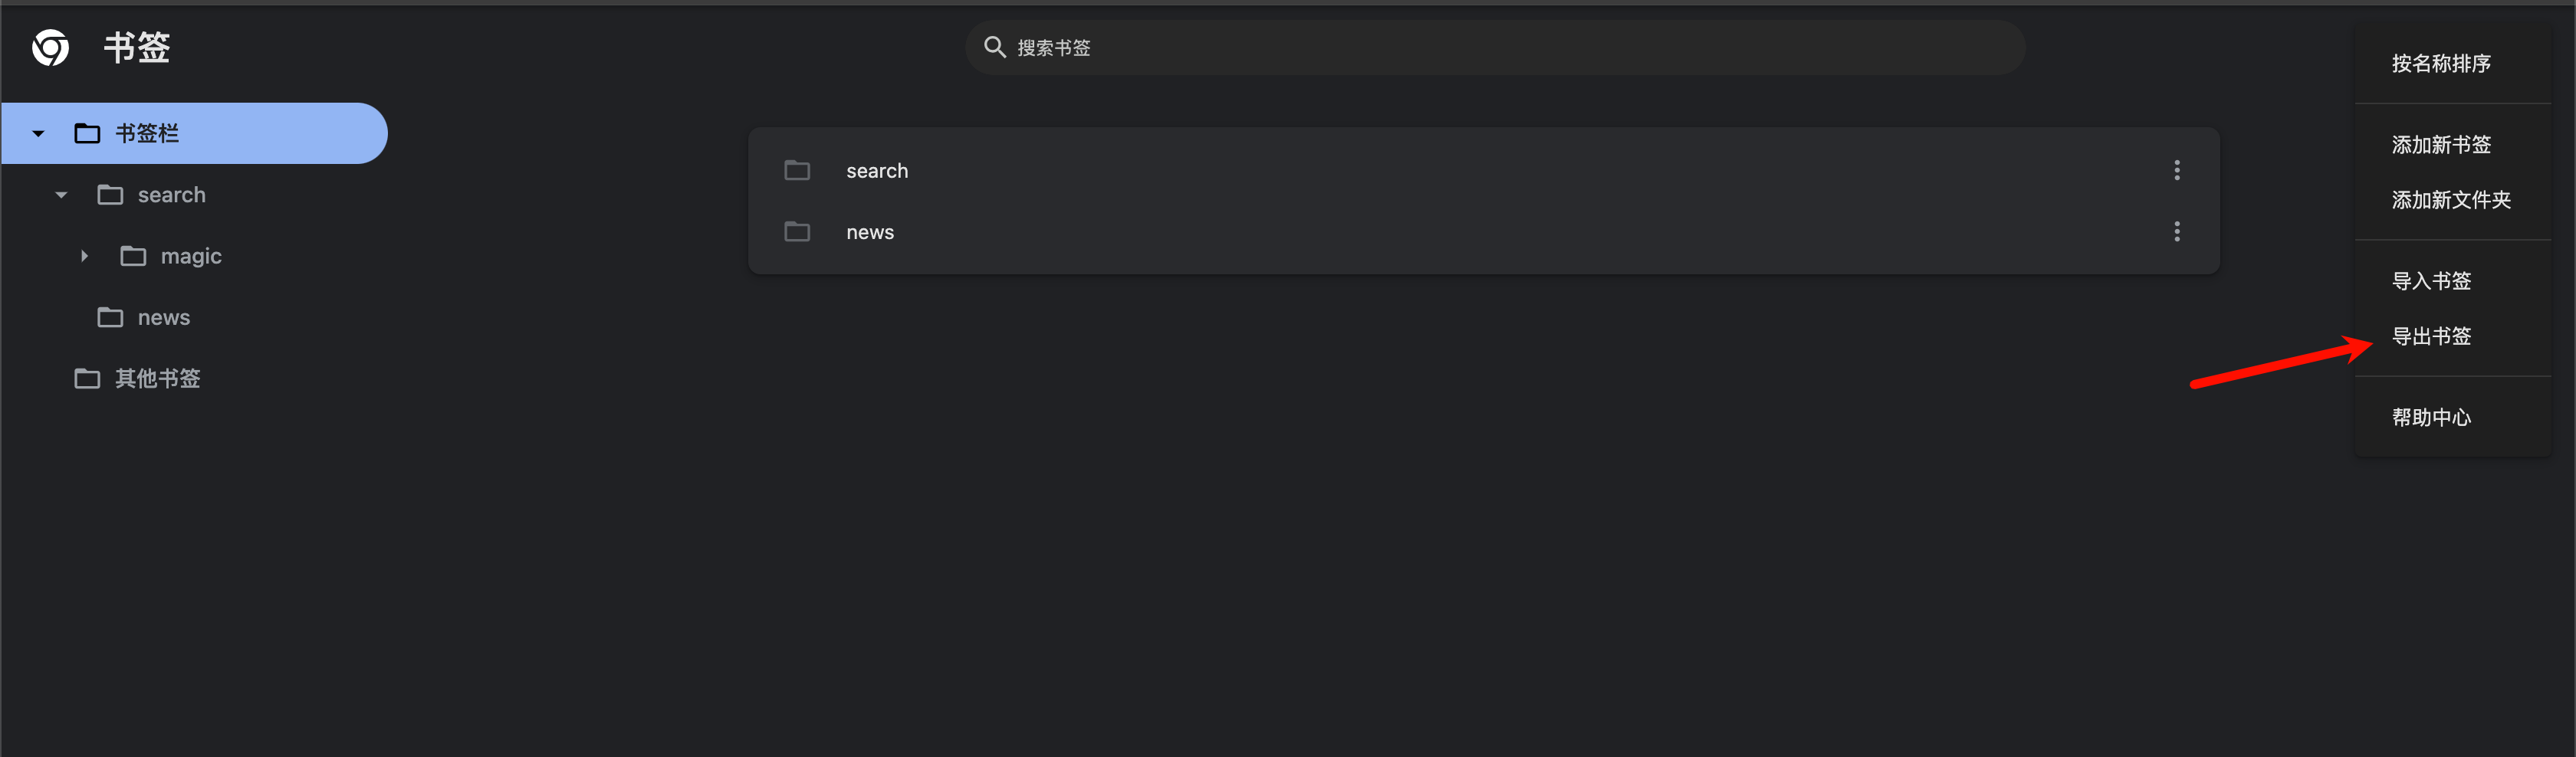 书签
搜索书签
书签栏
search
magic
news
其他书签
search
news
按名称排序
添加新书签
添加新文件夹
导入书签
导出书签
帮助中心